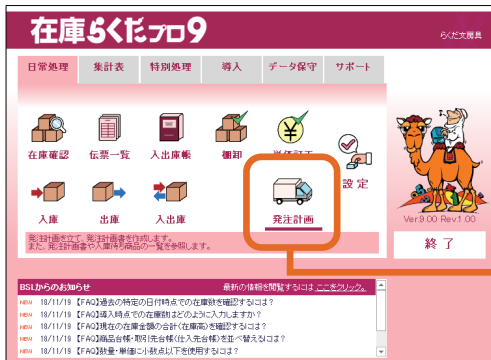 在庫らくだプロ9
らくだ文房具
日常処理 集計表 特別処理 導入 データ保守 サポート
在庫確認 伝票一覧 入出庫帳 棚卸 単価訂正
設定
入庫 出庫 入出庫 発注計画
Ver.9.00 Rev.1.00
終了
発注計画を立て、発注計画書を作成します。
また、発注計画書や入庫待ち商品の一覧を参照します。
BSLからのお知らせ 最新の情報を閲覧するにはここをクリック。
NEW 18/11/19 【FAQ】過去の特定の日付時点での在庫数を確認するには？
NEW 18/11/19 【FAQ】導入時点での在庫数はどのように入力しますか？
NEW 18/11/19 【FAQ】現在の在庫金額の合計(在庫高)を確認するには？
NEW 18/11/19 【FAQ】商品台帳・取引先台帳(仕入先台帳)を並べ替えるには？
NEW 18/11/19 【FAQ】数量・単価に小数点以下を使用するには？